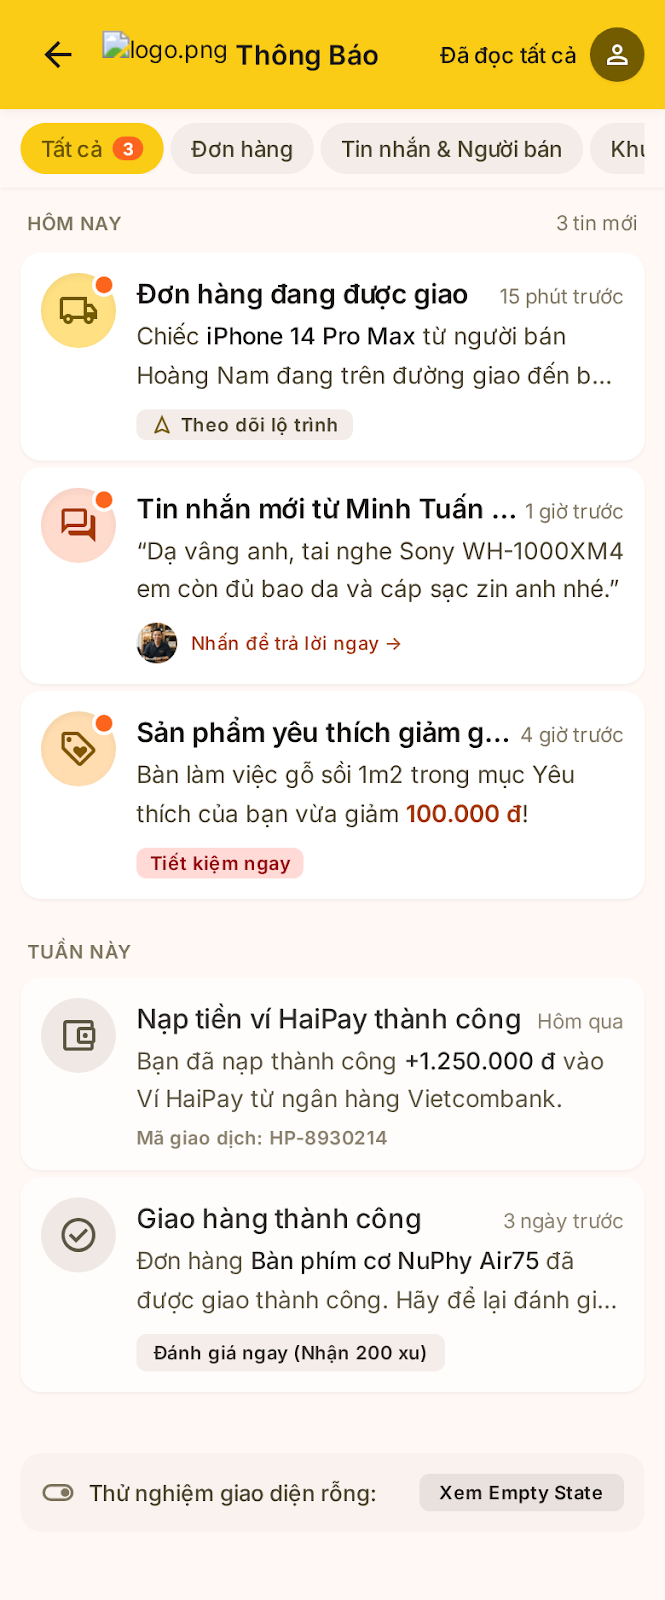 logo.png Thông Báo Đã đọc tất cả
Tất cả 3 Đơn hàng Tin nhắn & Người bán Khu
HÔM NAY 3 tin mới
Đơn hàng đang được giao 15 phút trước
Chiếc iPhone 14 Pro Max từ người bán
Hoàng Nam đang trên đường giao đến b...
Theo dõi lộ trình
Tin nhắn mới từ Minh Tuấn ... 1 giờ trước
“Dạ vâng anh, tai nghe Sony WH-1000XM4
em còn đủ bao da và cáp sạc zin anh nhé.”
Nhấn để trả lời ngay →
Sản phẩm yêu thích giảm g... 4 giờ trước
Bàn làm việc gỗ sồi 1m2 trong mục Yêu
thích của bạn vừa giảm 100.000 đ!
Tiết kiệm ngay
TUẦN NÀY
Nạp tiền ví HaiPay thành công Hôm qua
Bạn đã nạp thành công +1.250.000 đ vào
Ví HaiPay từ ngân hàng Vietcombank.
Mã giao dịch: HP-8930214
Giao hàng thành công 3 ngày trước
Đơn hàng Bàn phím cơ NuPhy Air75 đã
được giao thành công. Hãy để lại đánh gi...
Đánh giá ngay (Nhận 200 xu)
Thử nghiệm giao diện rỗng: Xem Empty State